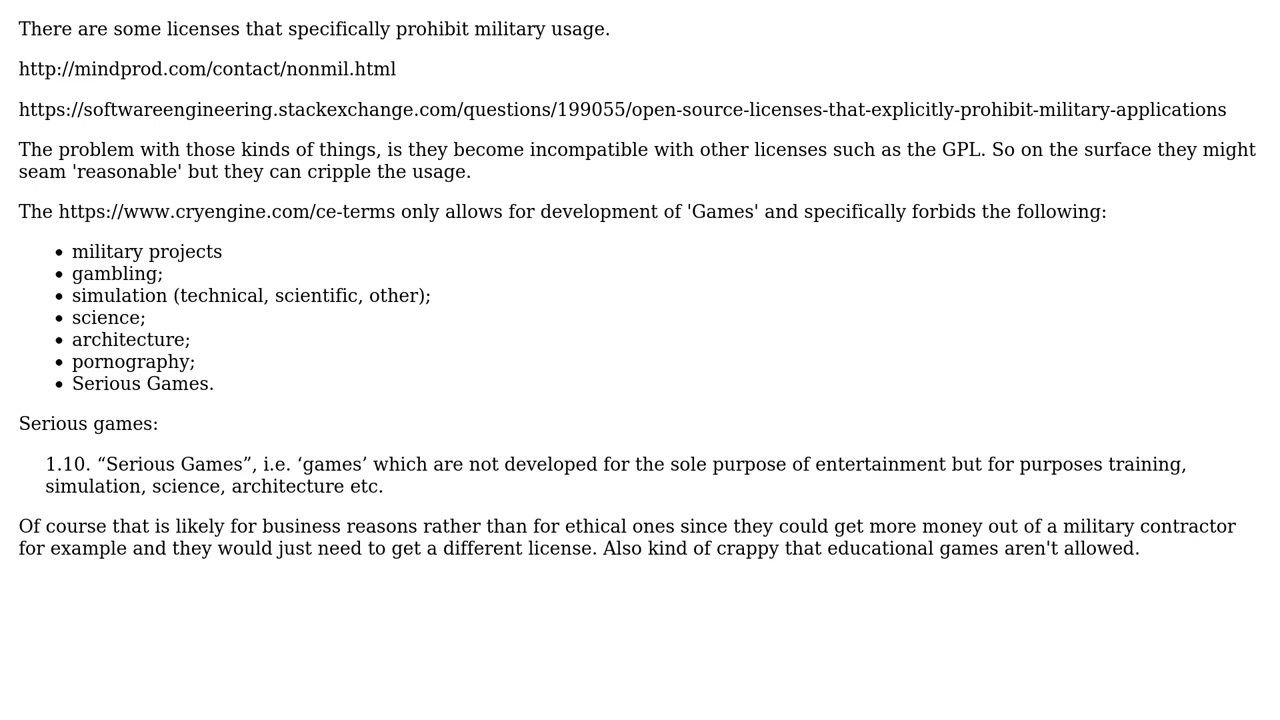 There are some licenses that specifically prohibit military usage.
http://mindprod.com/contact/nonmil.html
https://softwareengineering.stackexchange.com/questions/199055/open-source-licenses-that-explicitly-prohibit-military-applications
The problem with those kinds of things, is they become incompatible with other licenses such as the GPL. So on the surface they might
seam 'reasonable' but they can cripple the usage.
The https://www.cryengine.com/ce-terms only allows for development of 'Games' and specifically forbids the following:
• military projects
• gambling;
• simulation (technical, scientific, other);
• science;
• architecture;
• pornography;
• Serious Games.
Serious games:
1.10. “Serious Games”, i.e. ‘games’ which are not developed for the sole purpose of entertainment but for purposes training,
simulation, science, architecture etc.
Of course that is likely for business reasons rather than for ethical ones since they could get more money out of a military contractor
for example and they would just need to get a different license. Also kind of crappy that educational games aren't allowed.